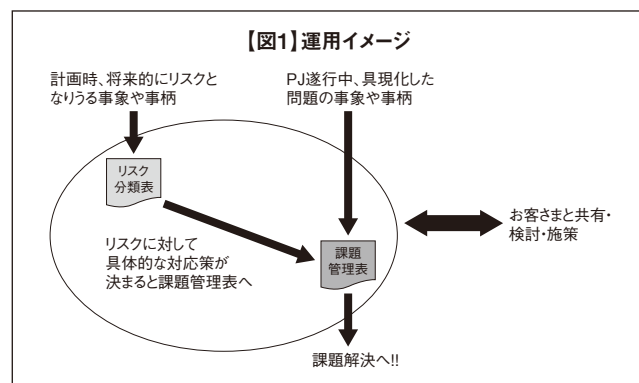 【図1】運用イメージ
計画時、将来的にリスクと
なりうる事象や事柄
PJ遂行中、具現化した
問題の事象や事柄
リスク
分類表
お客さまと共有・
検討・施策
リスクに対して
具体的な対応策が
決まると課題管理表へ
課題
管理表
課題解決へ!!